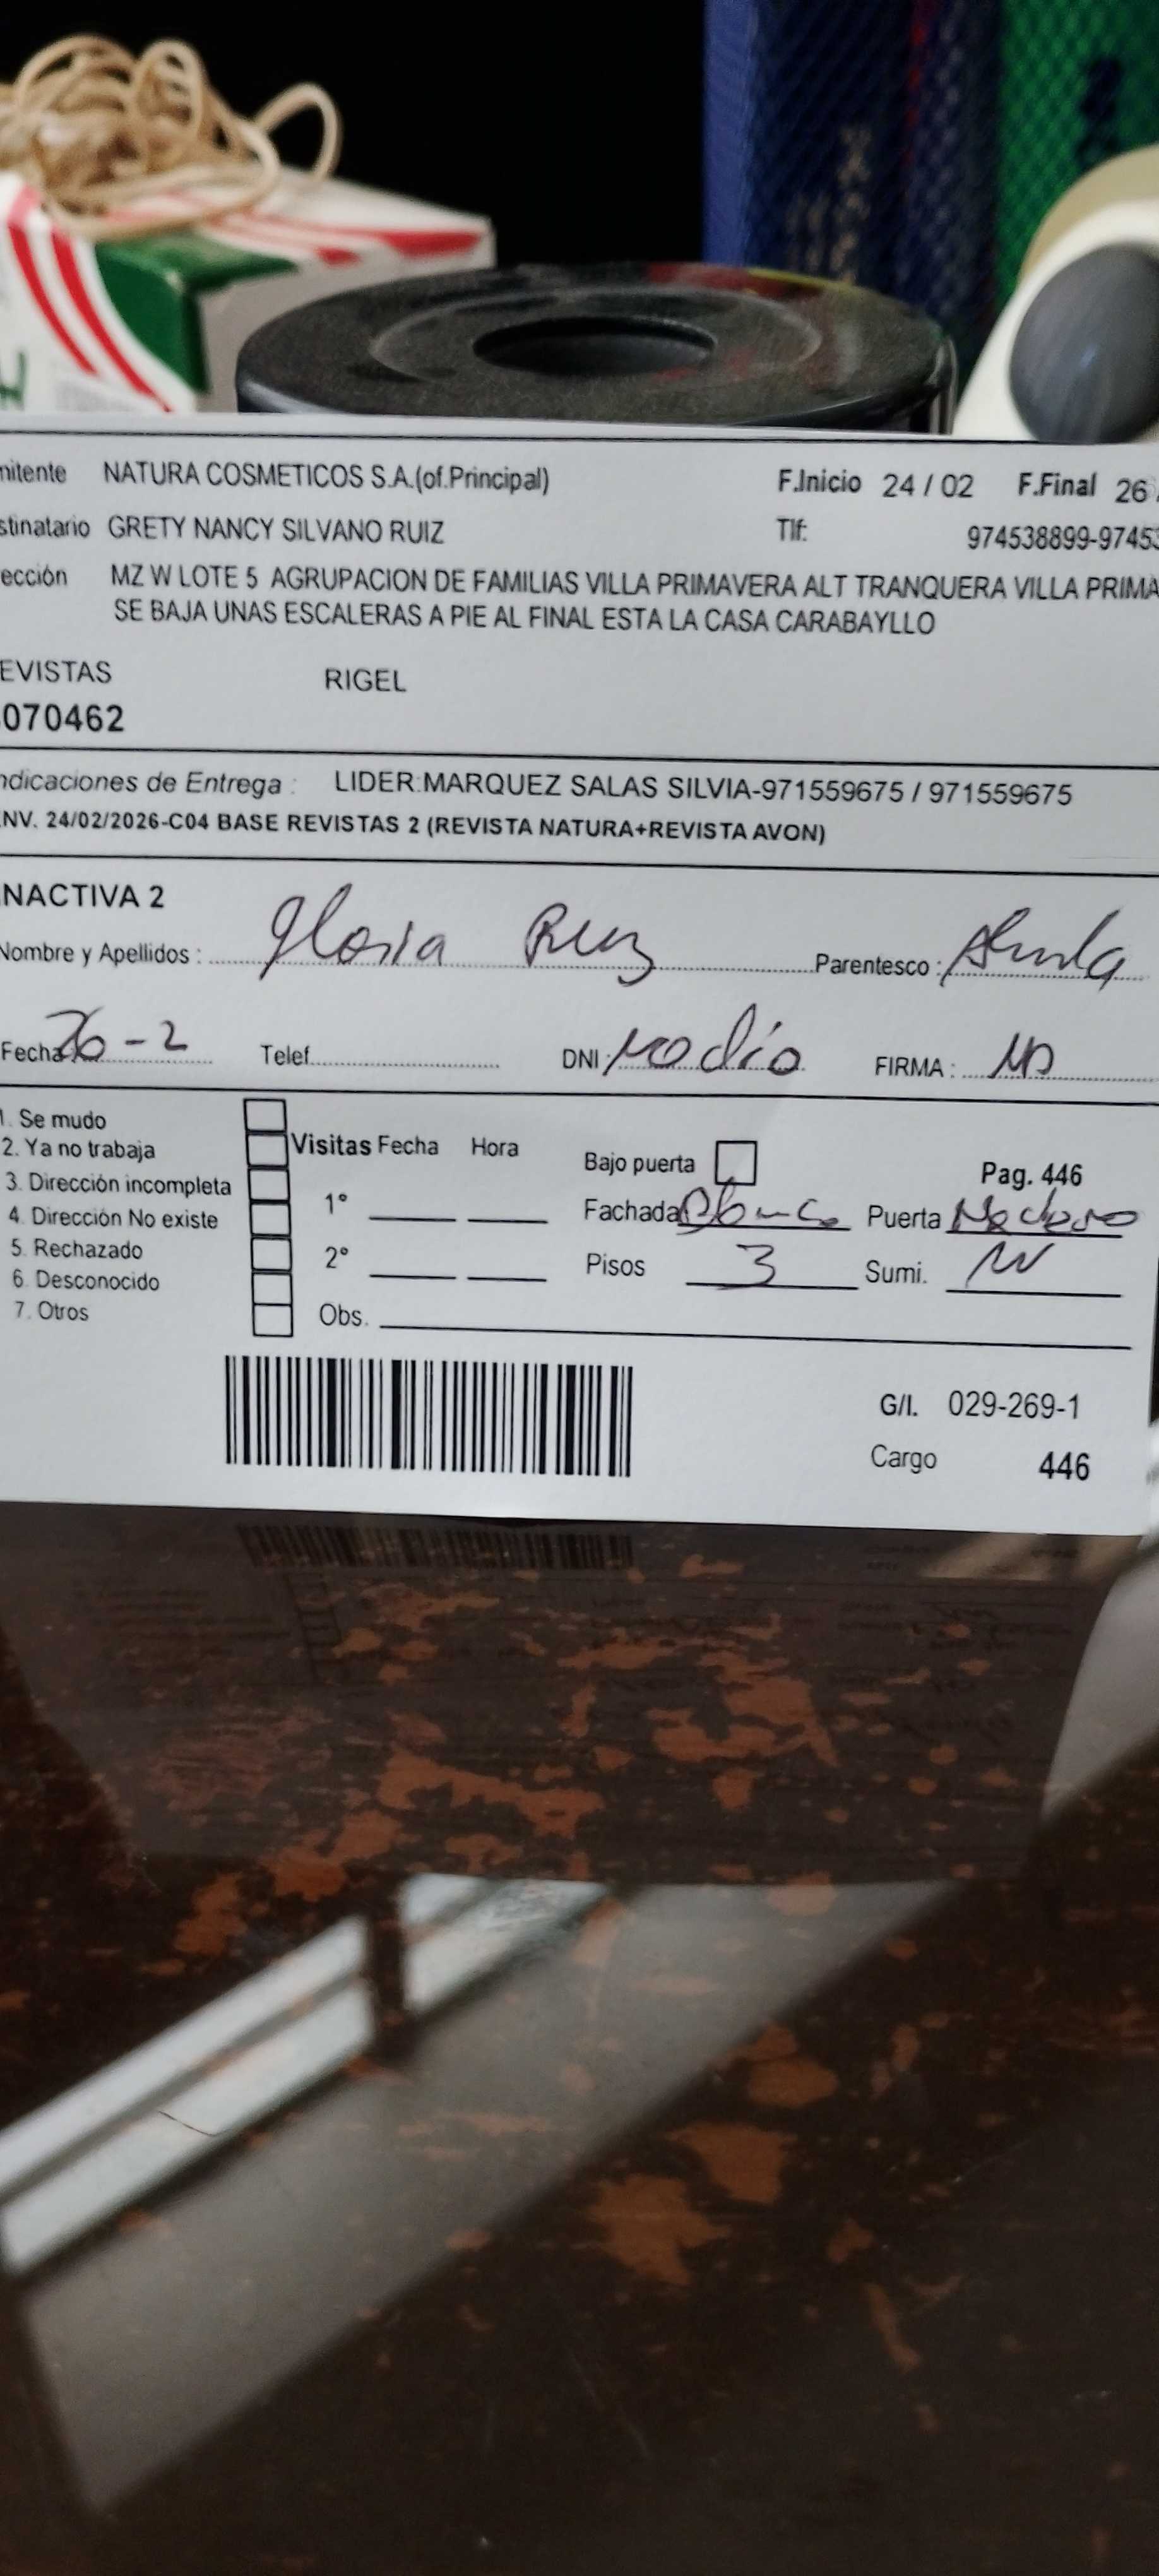 mitente NATURA COSMETICOS S.A.(of.Principal) F.Inicio 24 / 02 F.Final 26
stinatario GRETY NANCY SILVANO RUIZ Tlf: 974538899-9745
ección MZ W LOTE 5 AGRUPACION DE FAMILIAS VILLA PRIMAVERA ALT TRANQUERA VILLA PRIMA
SE BAJA UNAS ESCALERAS A PIE AL FINAL ESTA LA CASA CARABAYLLO
EVISTAS RIGEL
070462
ndicaciones de Entrega : LIDER:MARQUEZ SALAS SILVIA-971559675 / 971559675
NV. 24/02/2026-C04 BASE REVISTAS 2 (REVISTA NATURA+REVISTA AVON)
NACTIVA 2
Nombre y Apellidos : Gloria Ruiz Parentesco :
Fecha : 26-2 Telef. DNI : No dio FIRMA : ND
1. Se mudo
2. Ya no trabaja Visitas Fecha Hora Bajo puerta Pag. 446
3. Dirección incompleta 1° Fachada Blanca Puerta Madera
4. Dirección No existe
5. Rechazado 2° Pisos 3 Sumi.
6. Desconocido
7. Otros Obs.
G/I. 029-269-1
Cargo 446